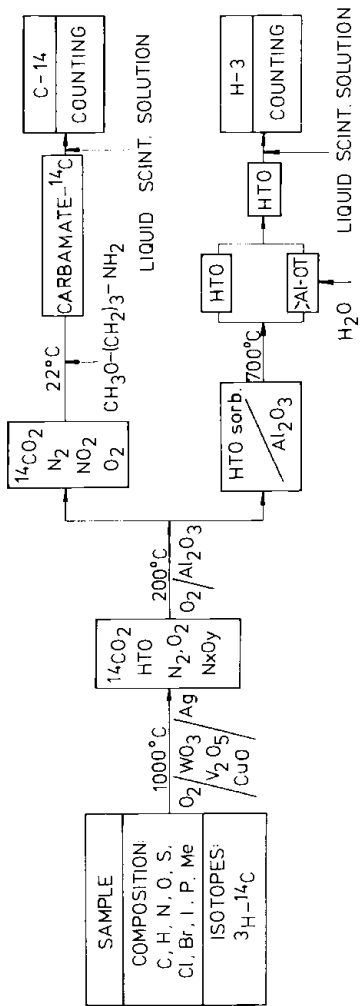 SAMPLE
COMPOSITION:
C, H, N, O, S,
Cl, Br, I, P, Me
ISOTOPES:
³H-¹⁴C
1000°C
O₂/WO₃/Ag
V₂O₅
CuO
¹⁴CO₂
HTO
N₂, O₂
NxOy
200°C
O₂/Al₂O₃
¹⁴CO₂
N₂
NO₂
O₂
22°C
CH₃O-(CH₂)₃-NH₂
CARBAMATE-¹⁴C
LIQUID SCINT. SOLUTION
C-14
COUNTING
HTO sorb.
Al₂O₃
700°C
HTO
>Al-OT
H₂O
HTO
LIQUID SCINT. SOLUTION
H-3
COUNTING